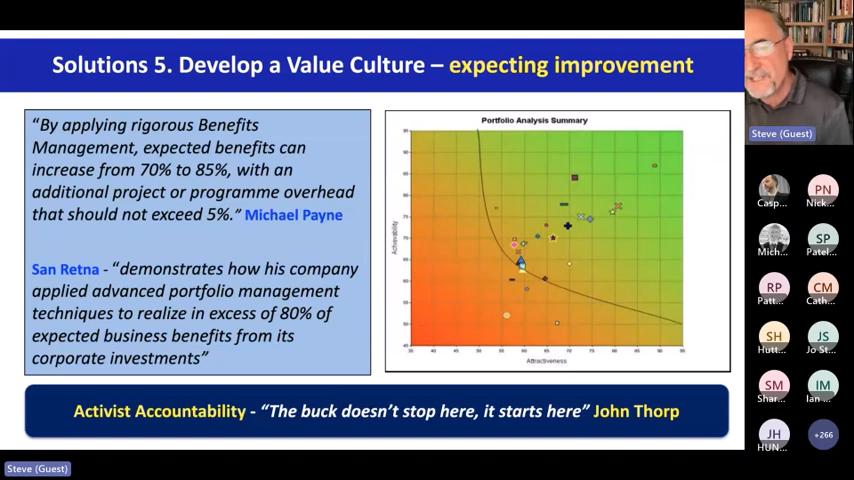 Solutions 5. Develop a Value Culture – expecting improvement
“By applying rigorous Benefits
Management, expected benefits can
increase from 70% to 85%, with an
additional project or programme overhead
that should not exceed 5%.” Michael Payne
San Retna - “demonstrates how his company
applied advanced portfolio management
techniques to realize in excess of 80% of
expected business benefits from its
corporate investments”
Portfolio Analysis Summary
Achievability
Attractiveness
Activist Accountability - “The buck doesn’t stop here, it starts here” John Thorp
Steve (Guest)
Casp...
PN
Nick...
Mich...
SP
Patel...
RP
Patt...
CM
Cath...
SH
Hutt...
JS
Jo St...
SM
Shar...
IM
Ian ...
JH
HUN...
+266
Steve (Guest)